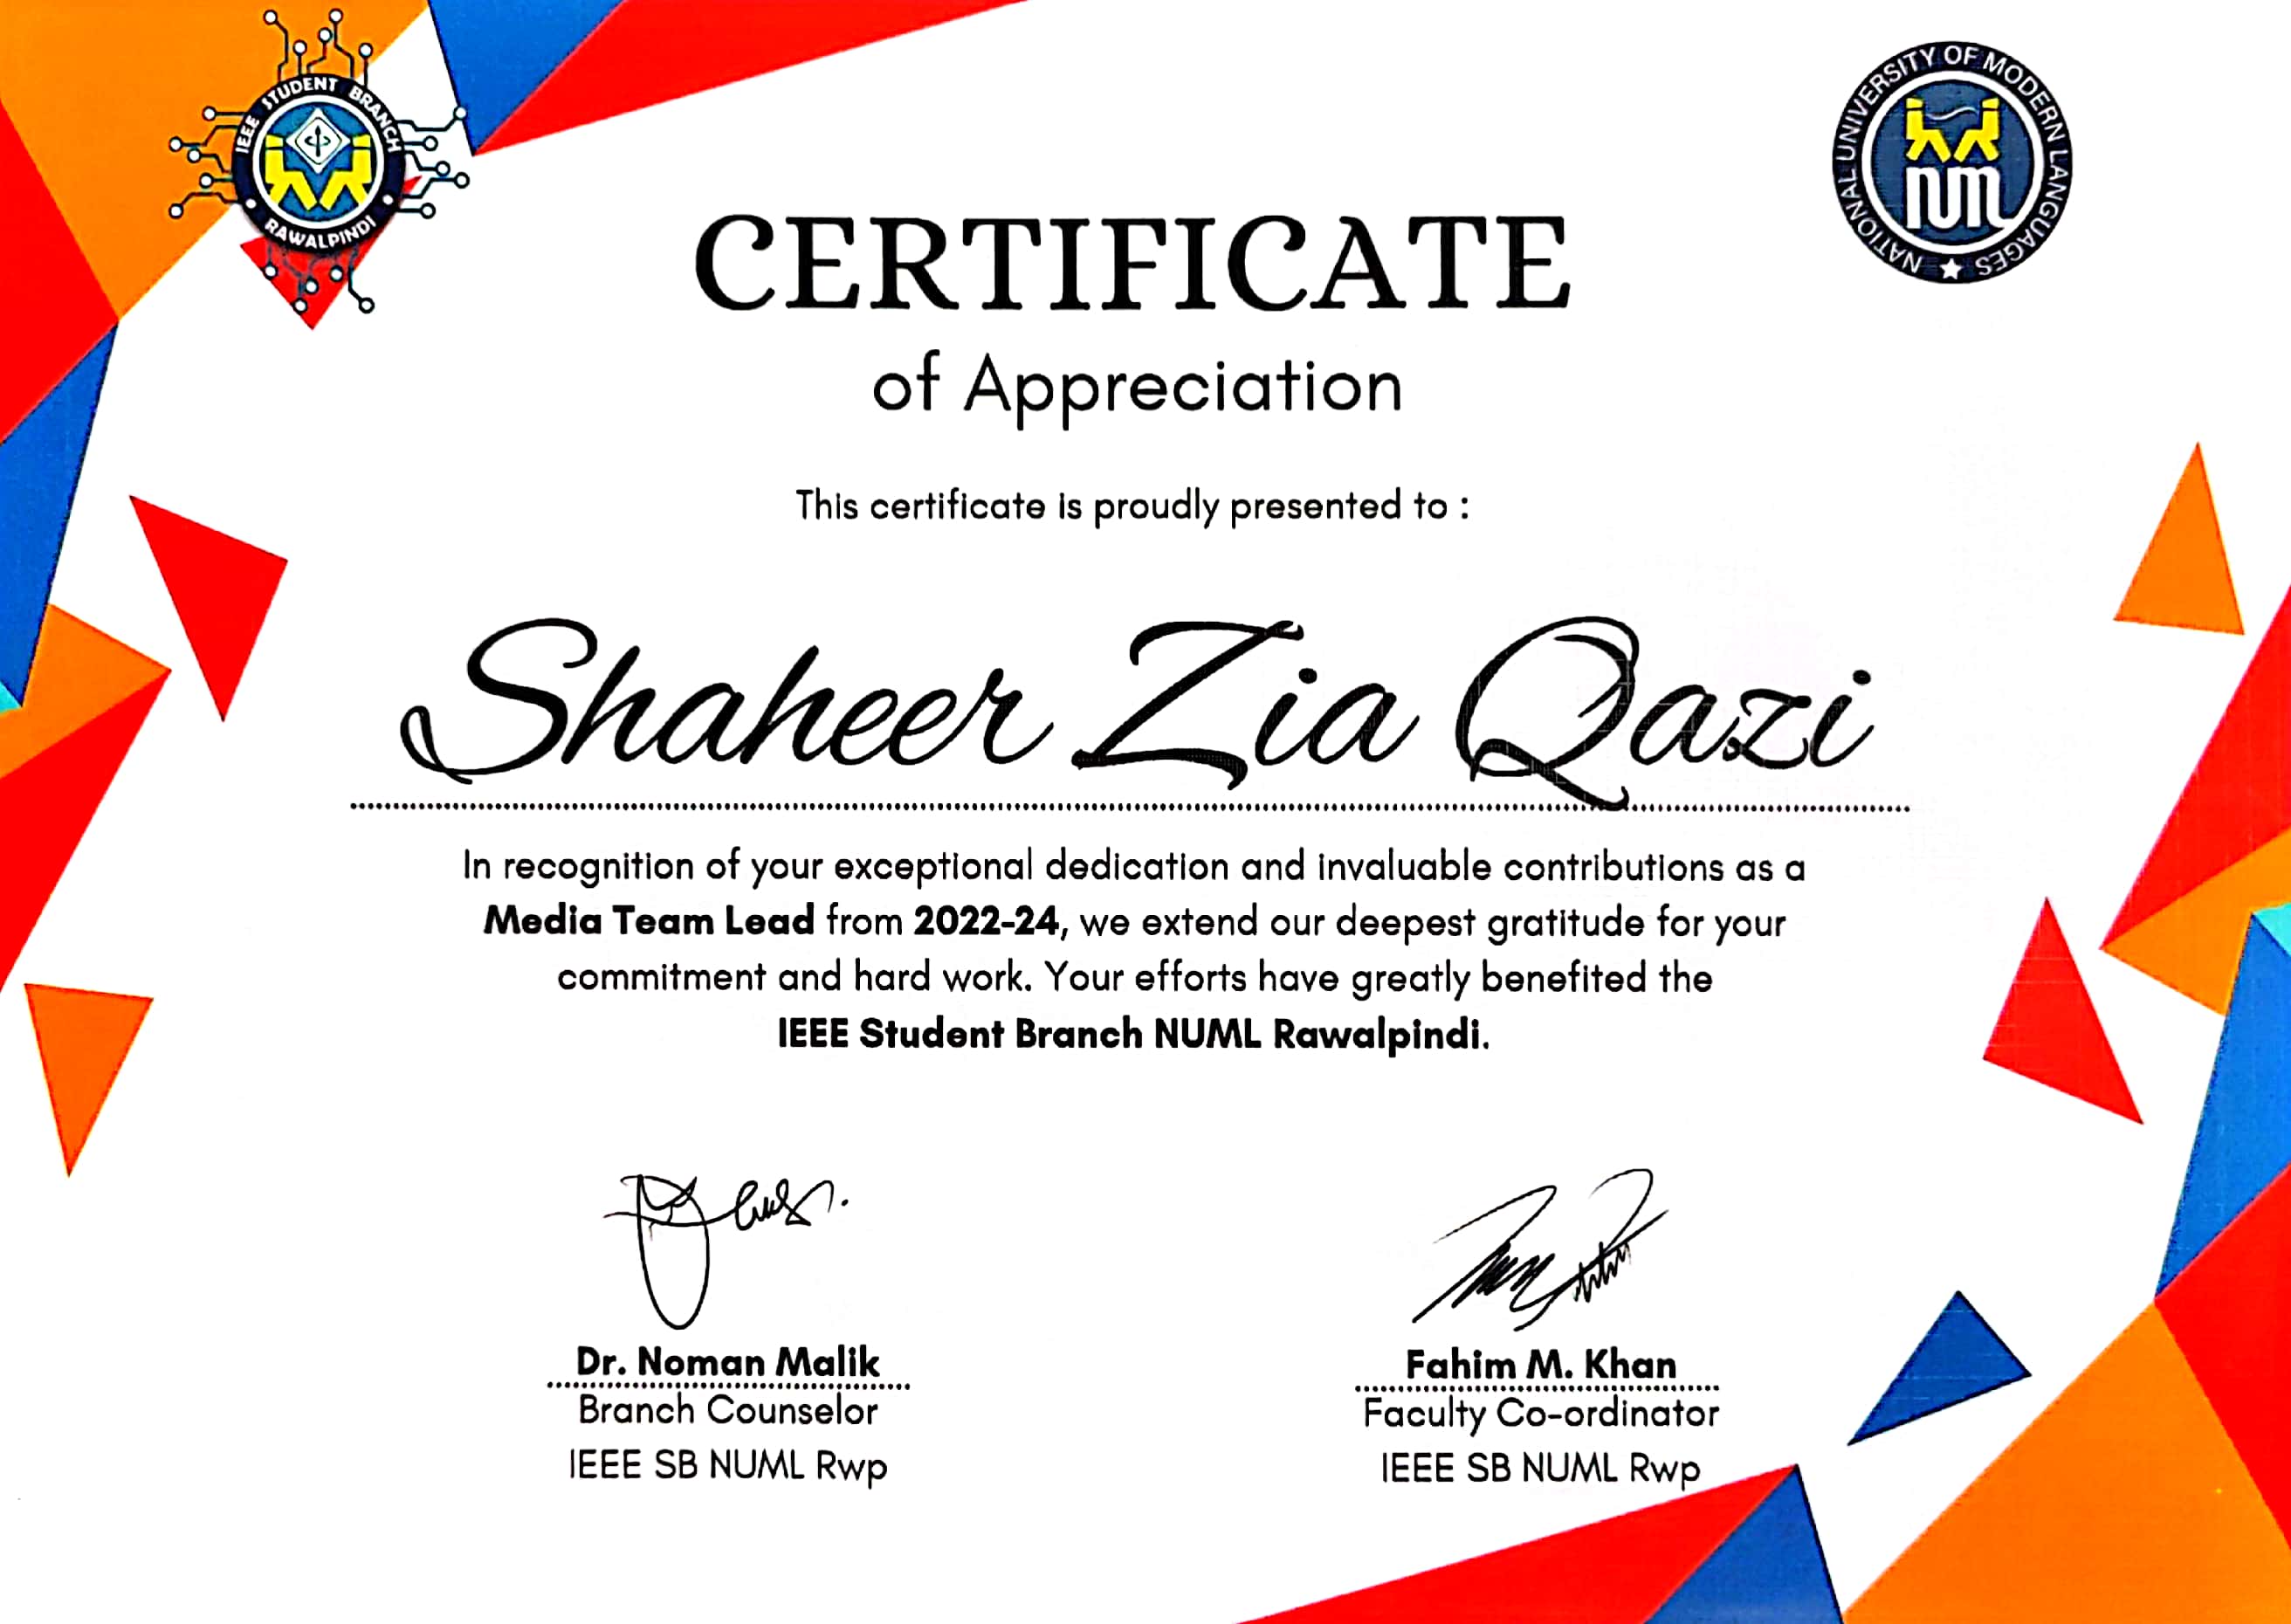 IEEE STUDENT BRANCH
RAWALPINDI
NATIONAL UNIVERSITY OF MODERN LANGUAGES
CERTIFICATE
of Appreciation
This certificate is proudly presented to :
Shaheer Zia Qazi
In recognition of your exceptional dedication and invaluable contributions as a
Media Team Lead from 2022-24, we extend our deepest gratitude for your
commitment and hard work. Your efforts have greatly benefited the
IEEE Student Branch NUML Rawalpindi.
Dr. Noman Malik
Branch Counselor
IEEE SB NUML Rwp
Fahim M. Khan
Faculty Co-ordinator
IEEE SB NUML Rwp